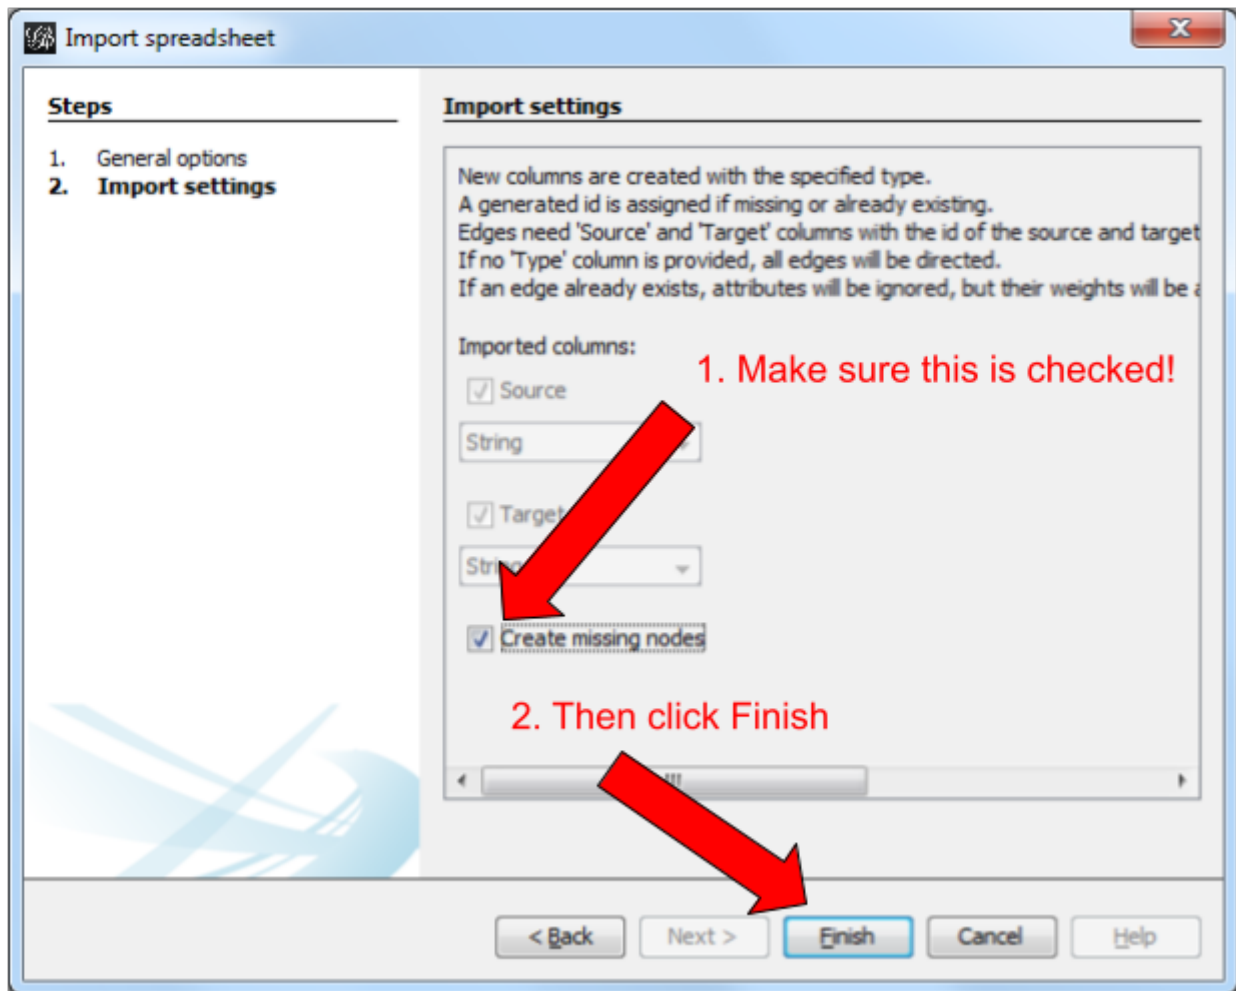 Import spreadsheet
Steps
1. General options
2. Import settings
Import settings
New columns are created with the specified type.
A generated id is assigned if missing or already existing.
Edges need 'Source' and 'Target' columns with the id of the source and target
If no 'Type' column is provided, all edges will be directed.
If an edge already exists, attributes will be ignored, but their weights will be
Imported columns:
1. Make sure this is checked!
Source
String
Target
String
Create missing nodes
2. Then click Finish
< Back
Next >
Finish
Cancel
Help